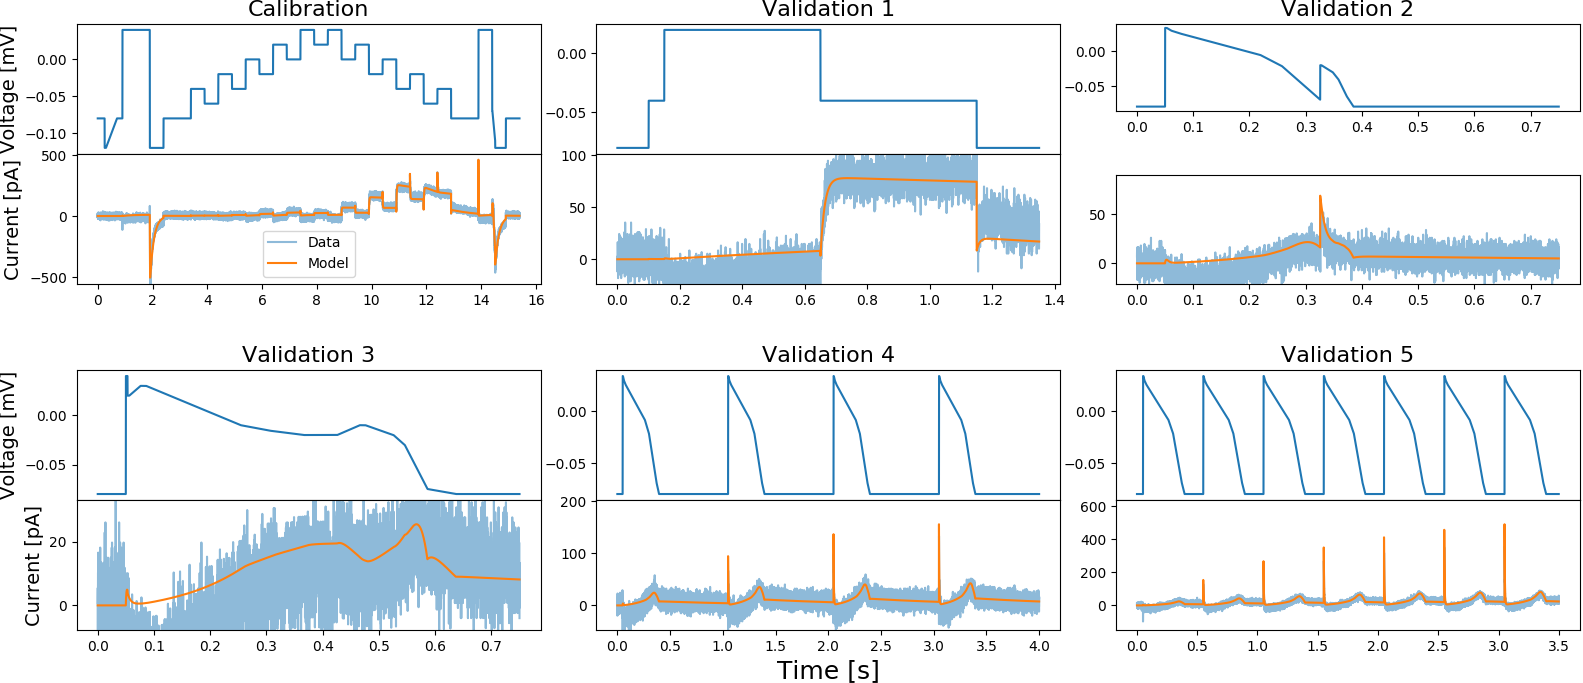 Calibration
Validation 1
Validation 2
Voltage [mV]
0.00
−0.05
−0.10
0.00
−0.05
0.00
−0.05
0.0 0.1 0.2 0.3 0.4 0.5 0.6 0.7
Current [pA]
500
0
−500
Data
Model
0 2 4 6 8 10 12 14 16
100
50
0
0.0 0.2 0.4 0.6 0.8 1.0 1.2 1.4
50
0
0.0 0.1 0.2 0.3 0.4 0.5 0.6 0.7
Validation 3
Validation 4
Validation 5
Voltage [mV]
0.00
−0.05
0.00
−0.05
0.00
−0.05
Current [pA]
20
0
0.0 0.1 0.2 0.3 0.4 0.5 0.6 0.7
200
100
0
0.0 0.5 1.0 1.5 2.0 2.5 3.0 3.5 4.0
600
400
200
0
0.0 0.5 1.0 1.5 2.0 2.5 3.0 3.5
Time [s]